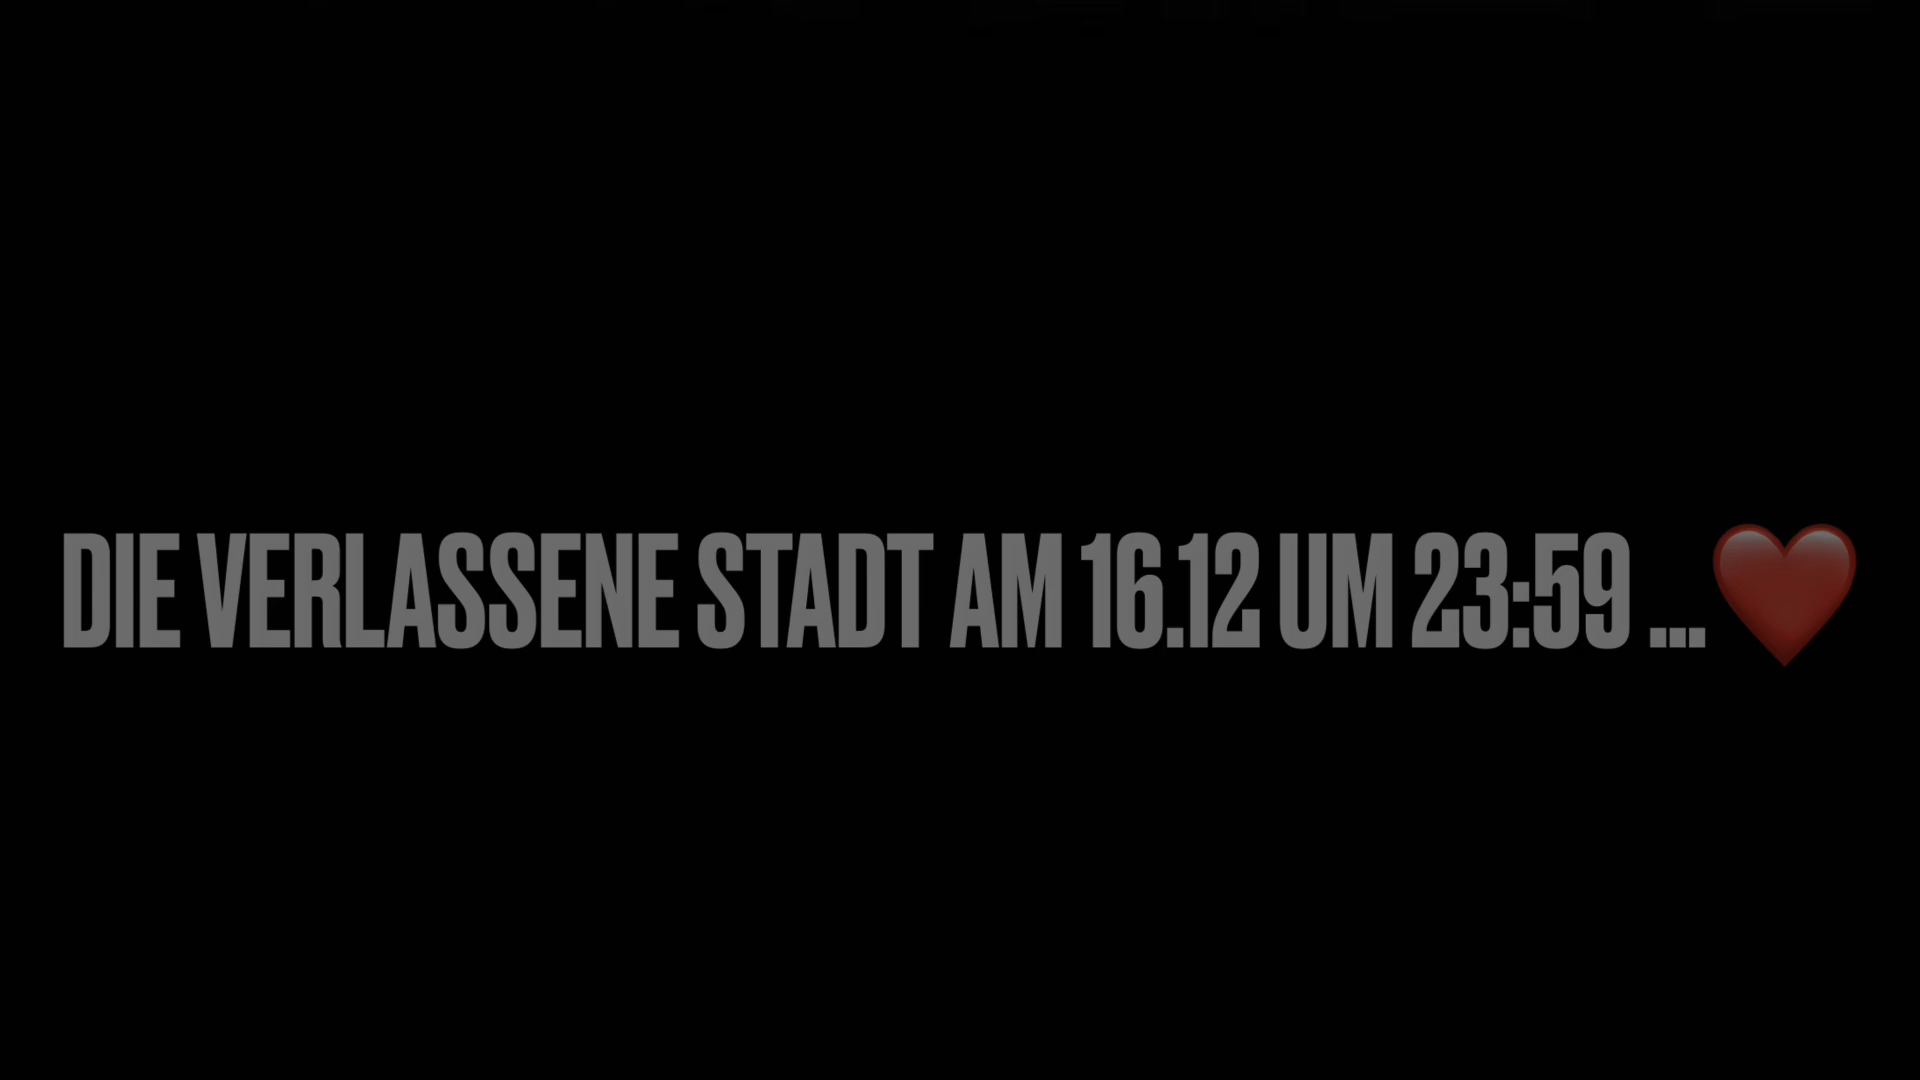 DIE VERLASSENE STADT AM 16.12 UM 23:59 ...❤️